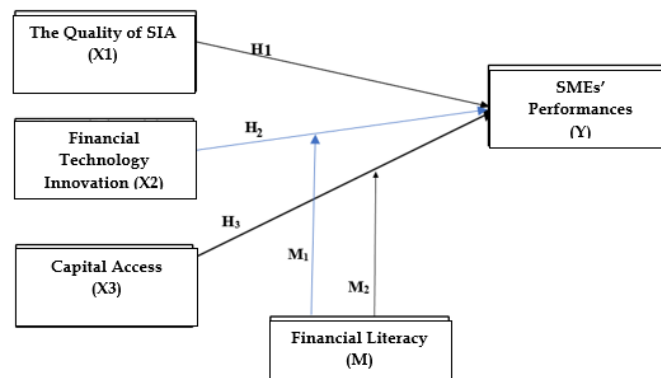 The Quality of SIA
(X1)
H1
SMEs'
Performances
(Y)
H2
Financial
Technology
Innovation (X2)
H3
Capital Access
(X3)
M1
M2
Financial Literacy
(M)